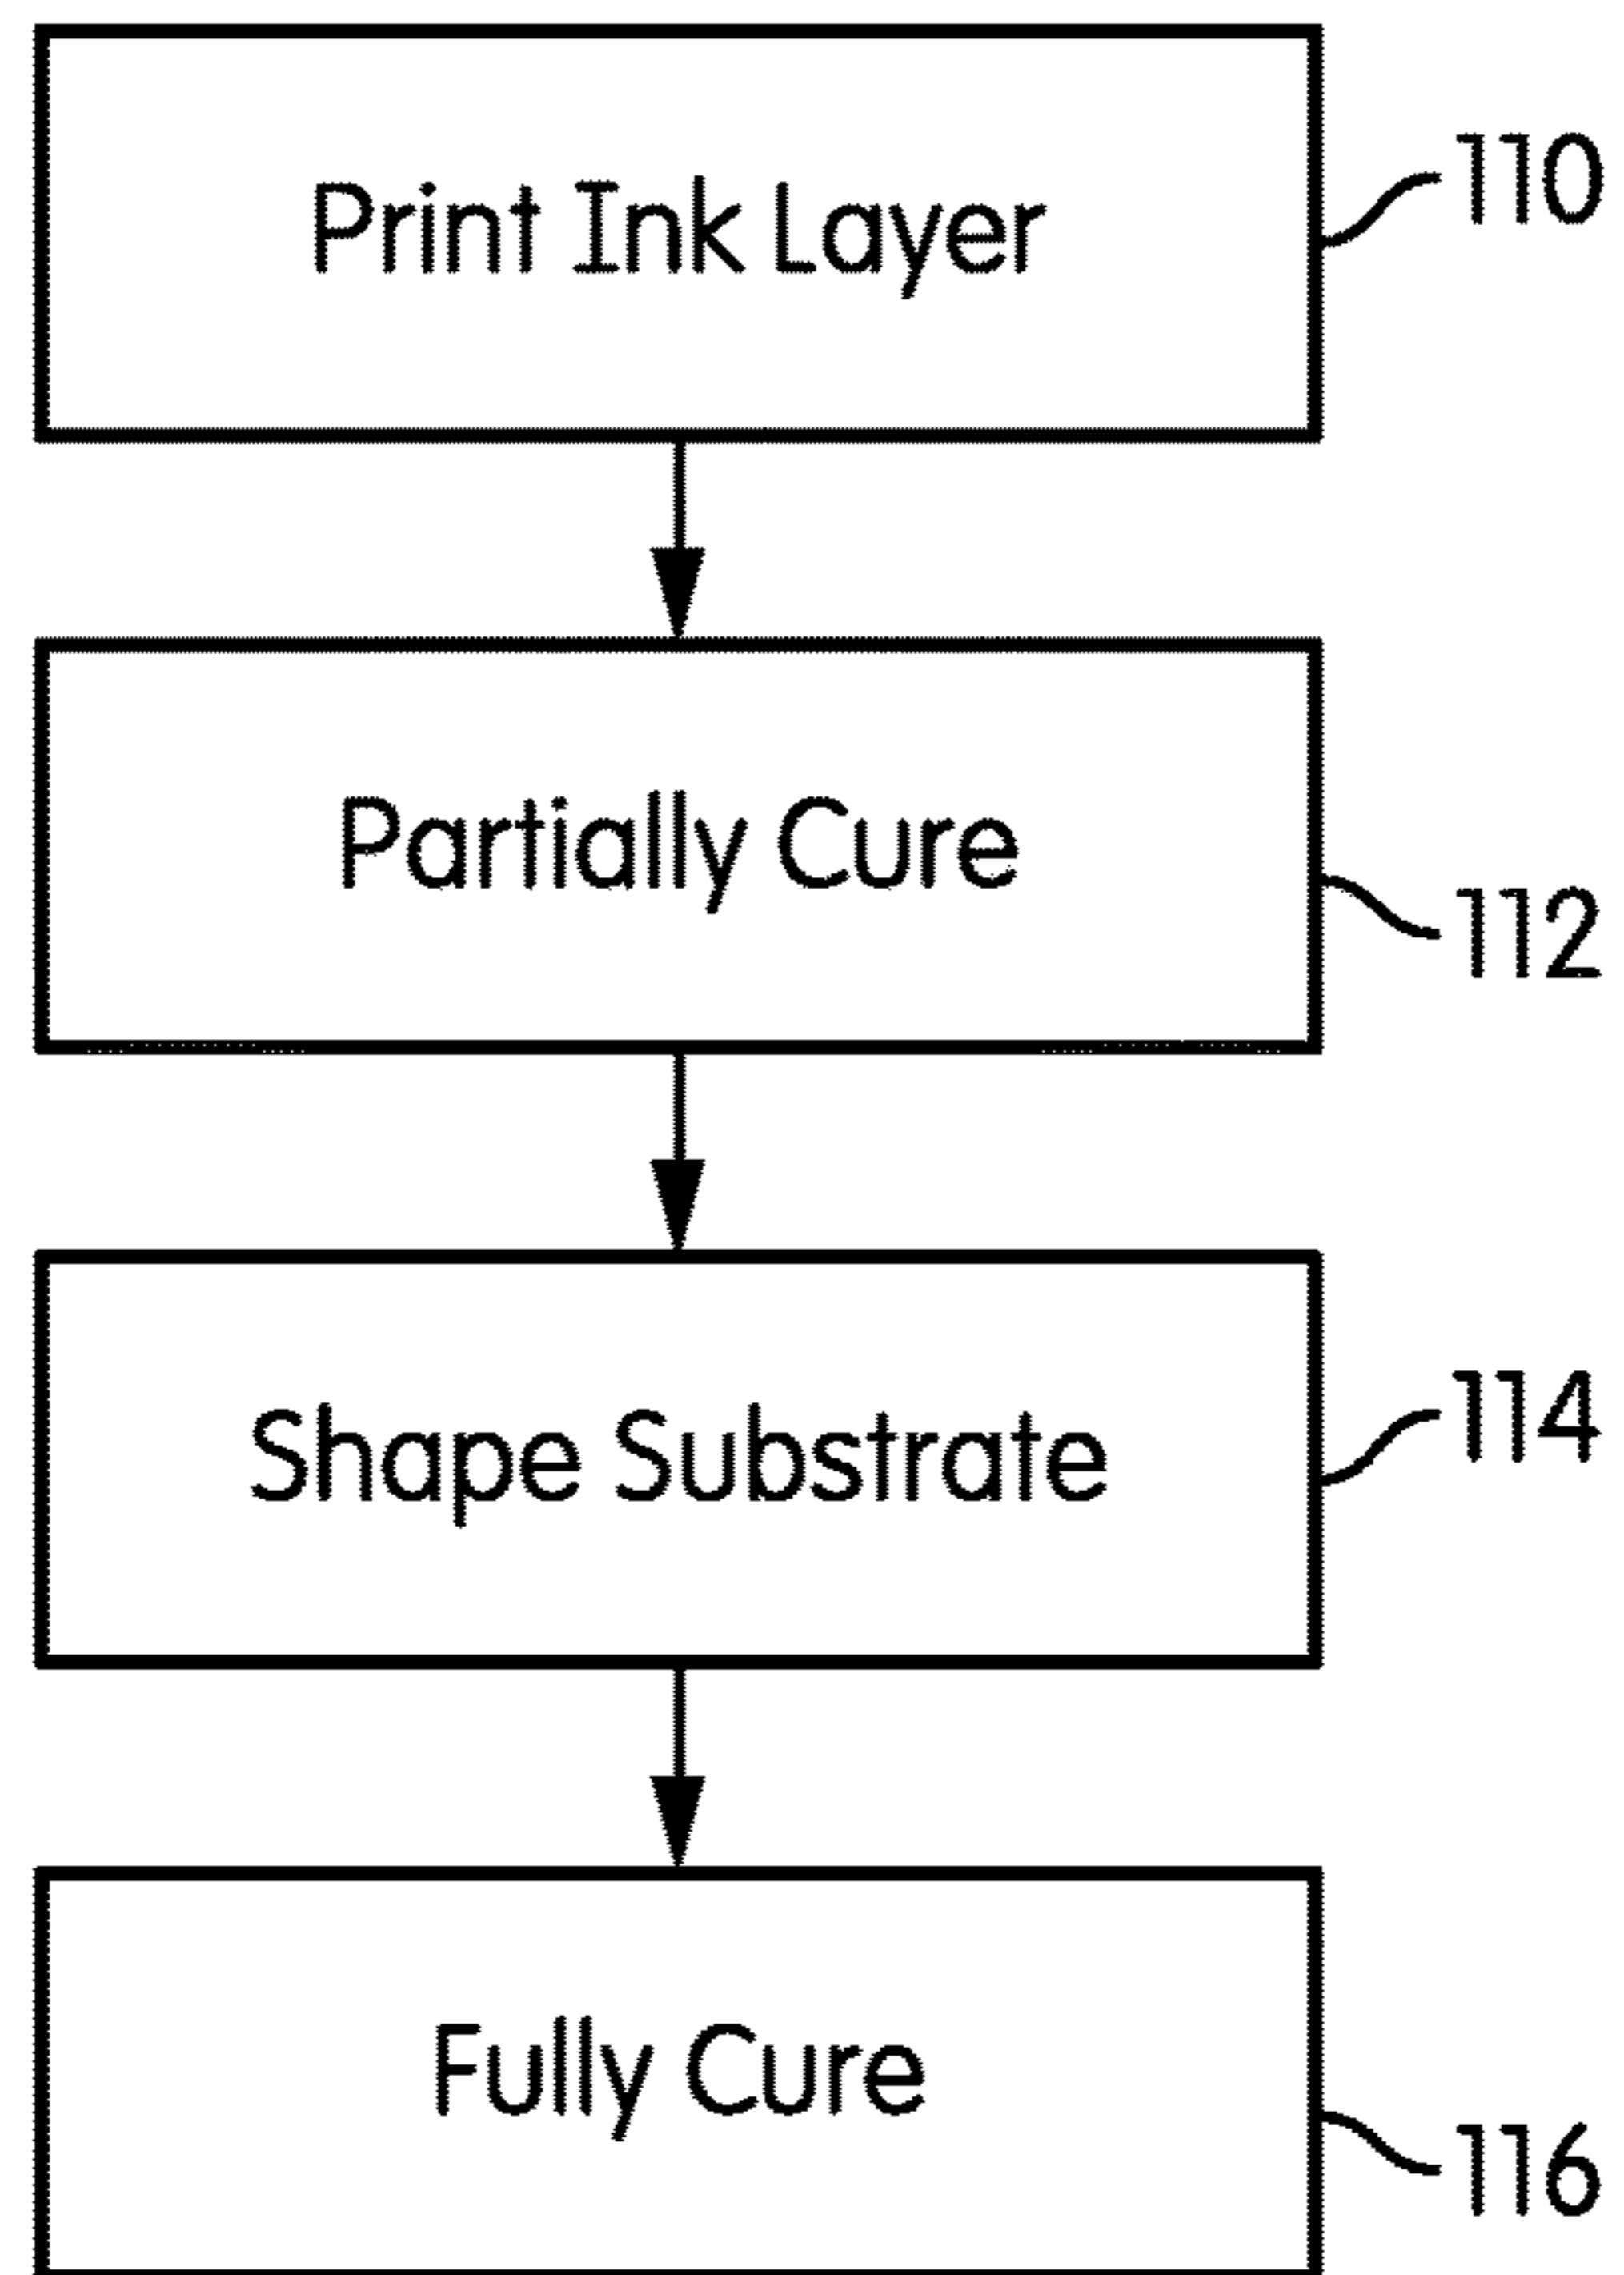 Print Ink Layer
110
Partially Cure
112
Shape Substrate
114
Fully Cure
116